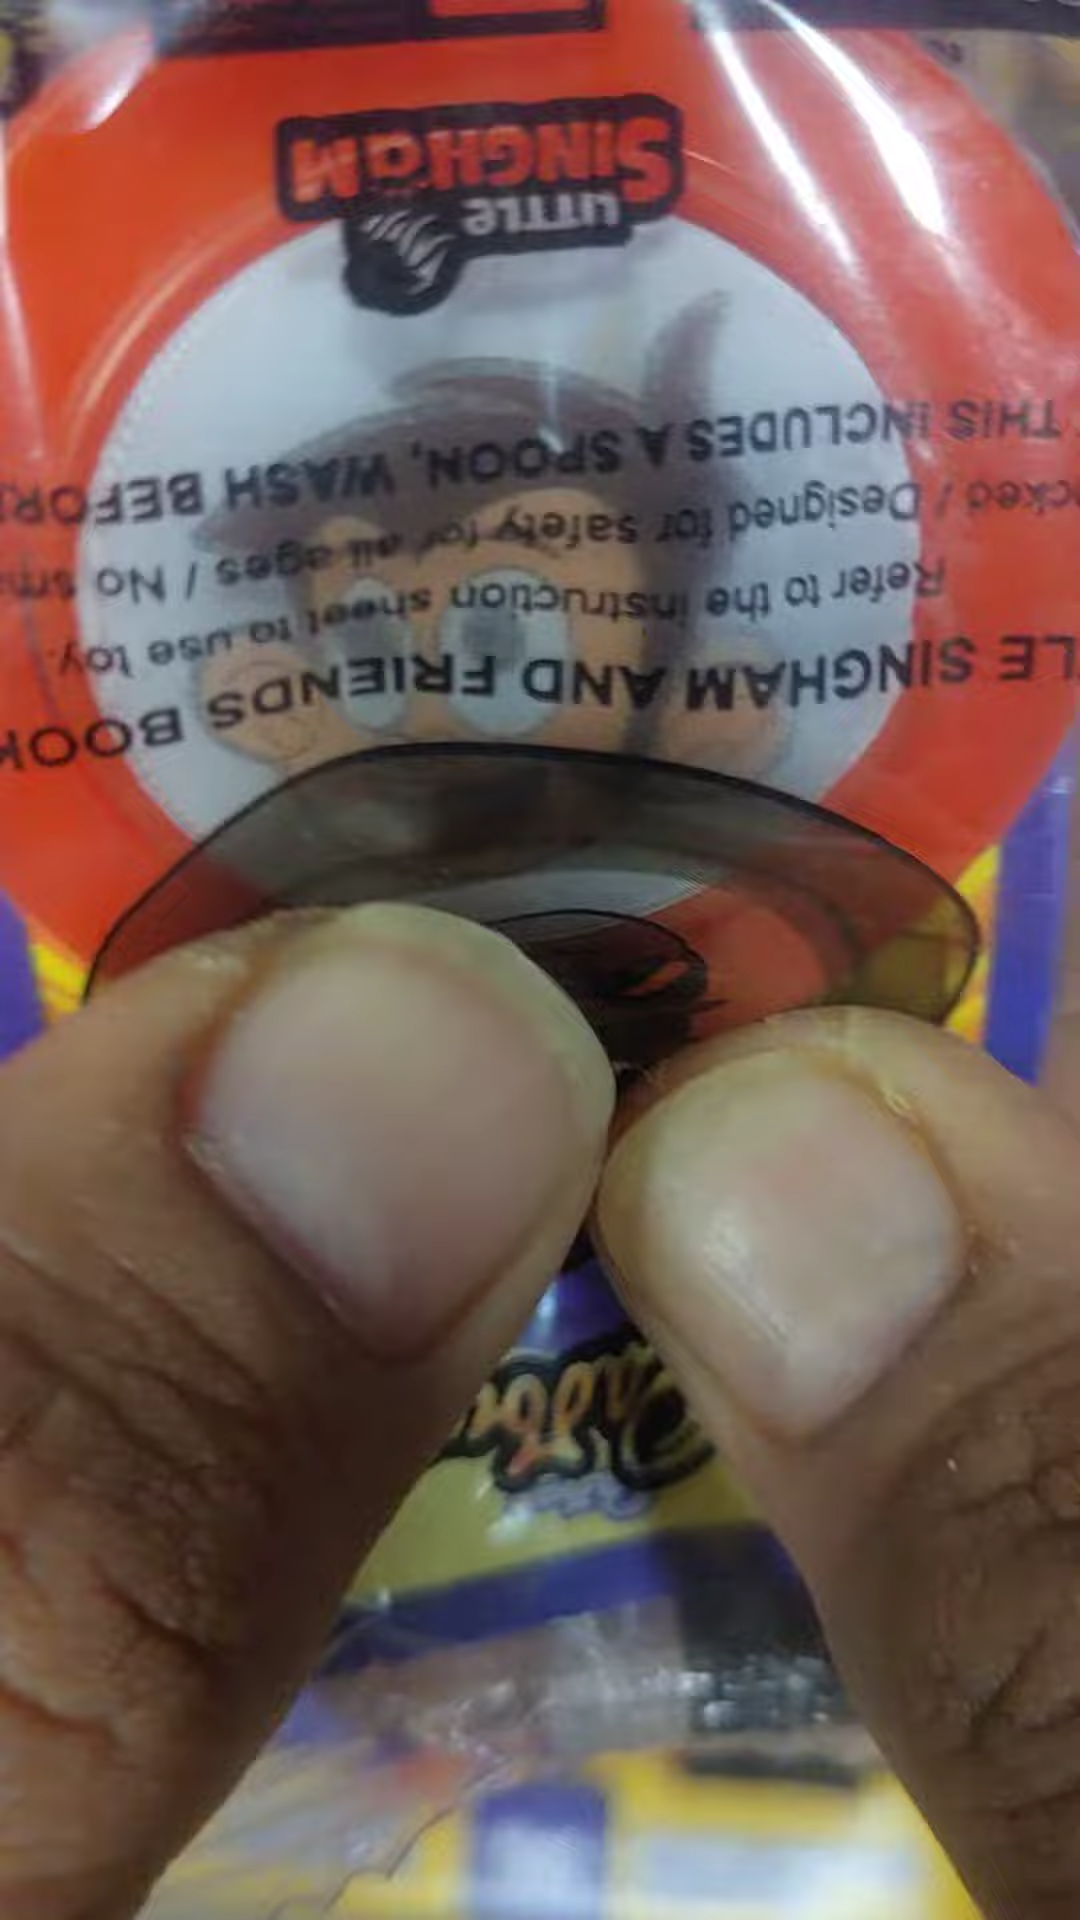 LE SINGHAM AND FRIENDS BOOK
Refer to the instruction sheet to use toy.
cked / Designed for safety for all ages / No sma
THIS INCLUDES A SPOON, WASH BEFOR
LITTLE
SINGHAM